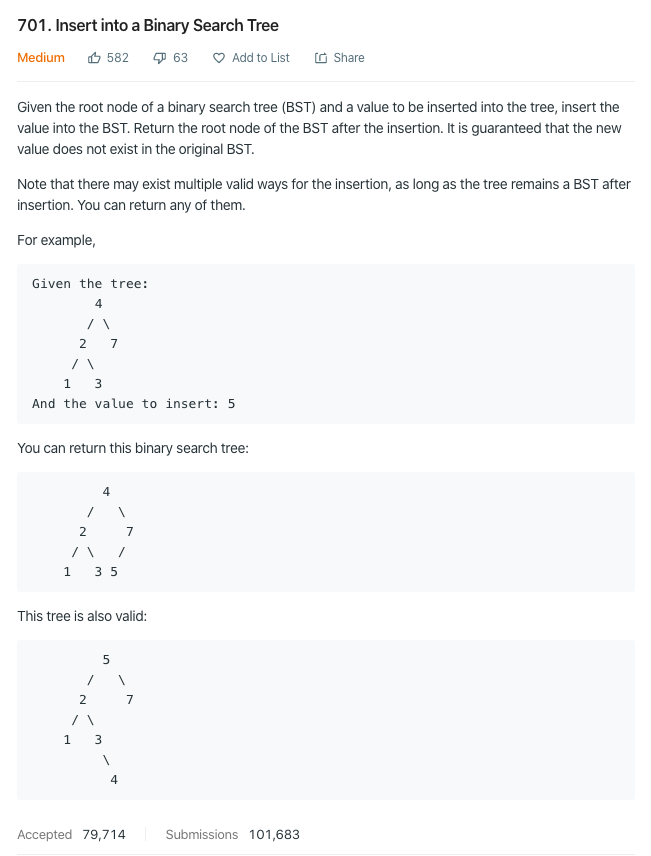 701. Insert into a Binary Search Tree
Medium 582 63 Add to List Share
Given the root node of a binary search tree (BST) and a value to be inserted into the tree, insert the
value into the BST. Return the root node of the BST after the insertion. It is guaranteed that the new
value does not exist in the original BST.
Note that there may exist multiple valid ways for the insertion, as long as the tree remains a BST after
insertion. You can return any of them.
For example,
Given the tree:
        4
       / \
      2   7
     / \
    1   3
And the value to insert: 5
You can return this binary search tree:
         4
       /   \
      2     7
     / \   /
    1   3 5
This tree is also valid:
         5
       /   \
      2     7
     / \
    1   3
         \
          4
Accepted 79,714 Submissions 101,683